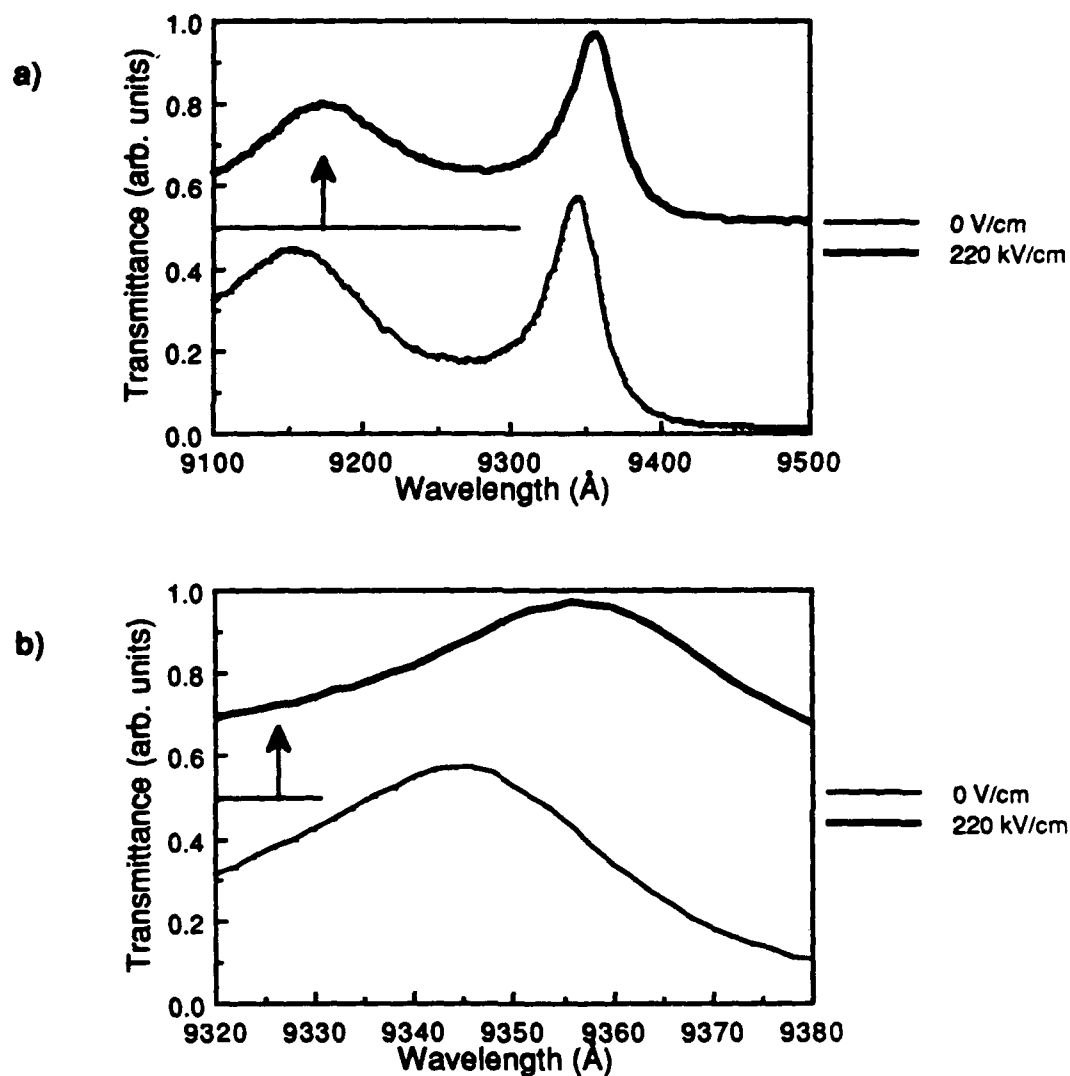 a)
Transmittance (arb. units)
1.0
0.8
0.6
0.4
0.2
0.0
9100 9200 9300 9400 9500
Wavelength (Å)
0 V/cm
220 kV/cm
b)
Transmittance (arb. units)
1.0
0.8
0.6
0.4
0.2
0.0
9320 9330 9340 9350 9360 9370 9380
Wavelength (Å)
0 V/cm
220 kV/cm